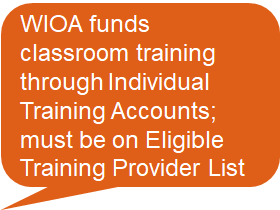 WIOA funds
classroom training
through Individual
Training Accounts;
must be on Eligible
Training Provider List